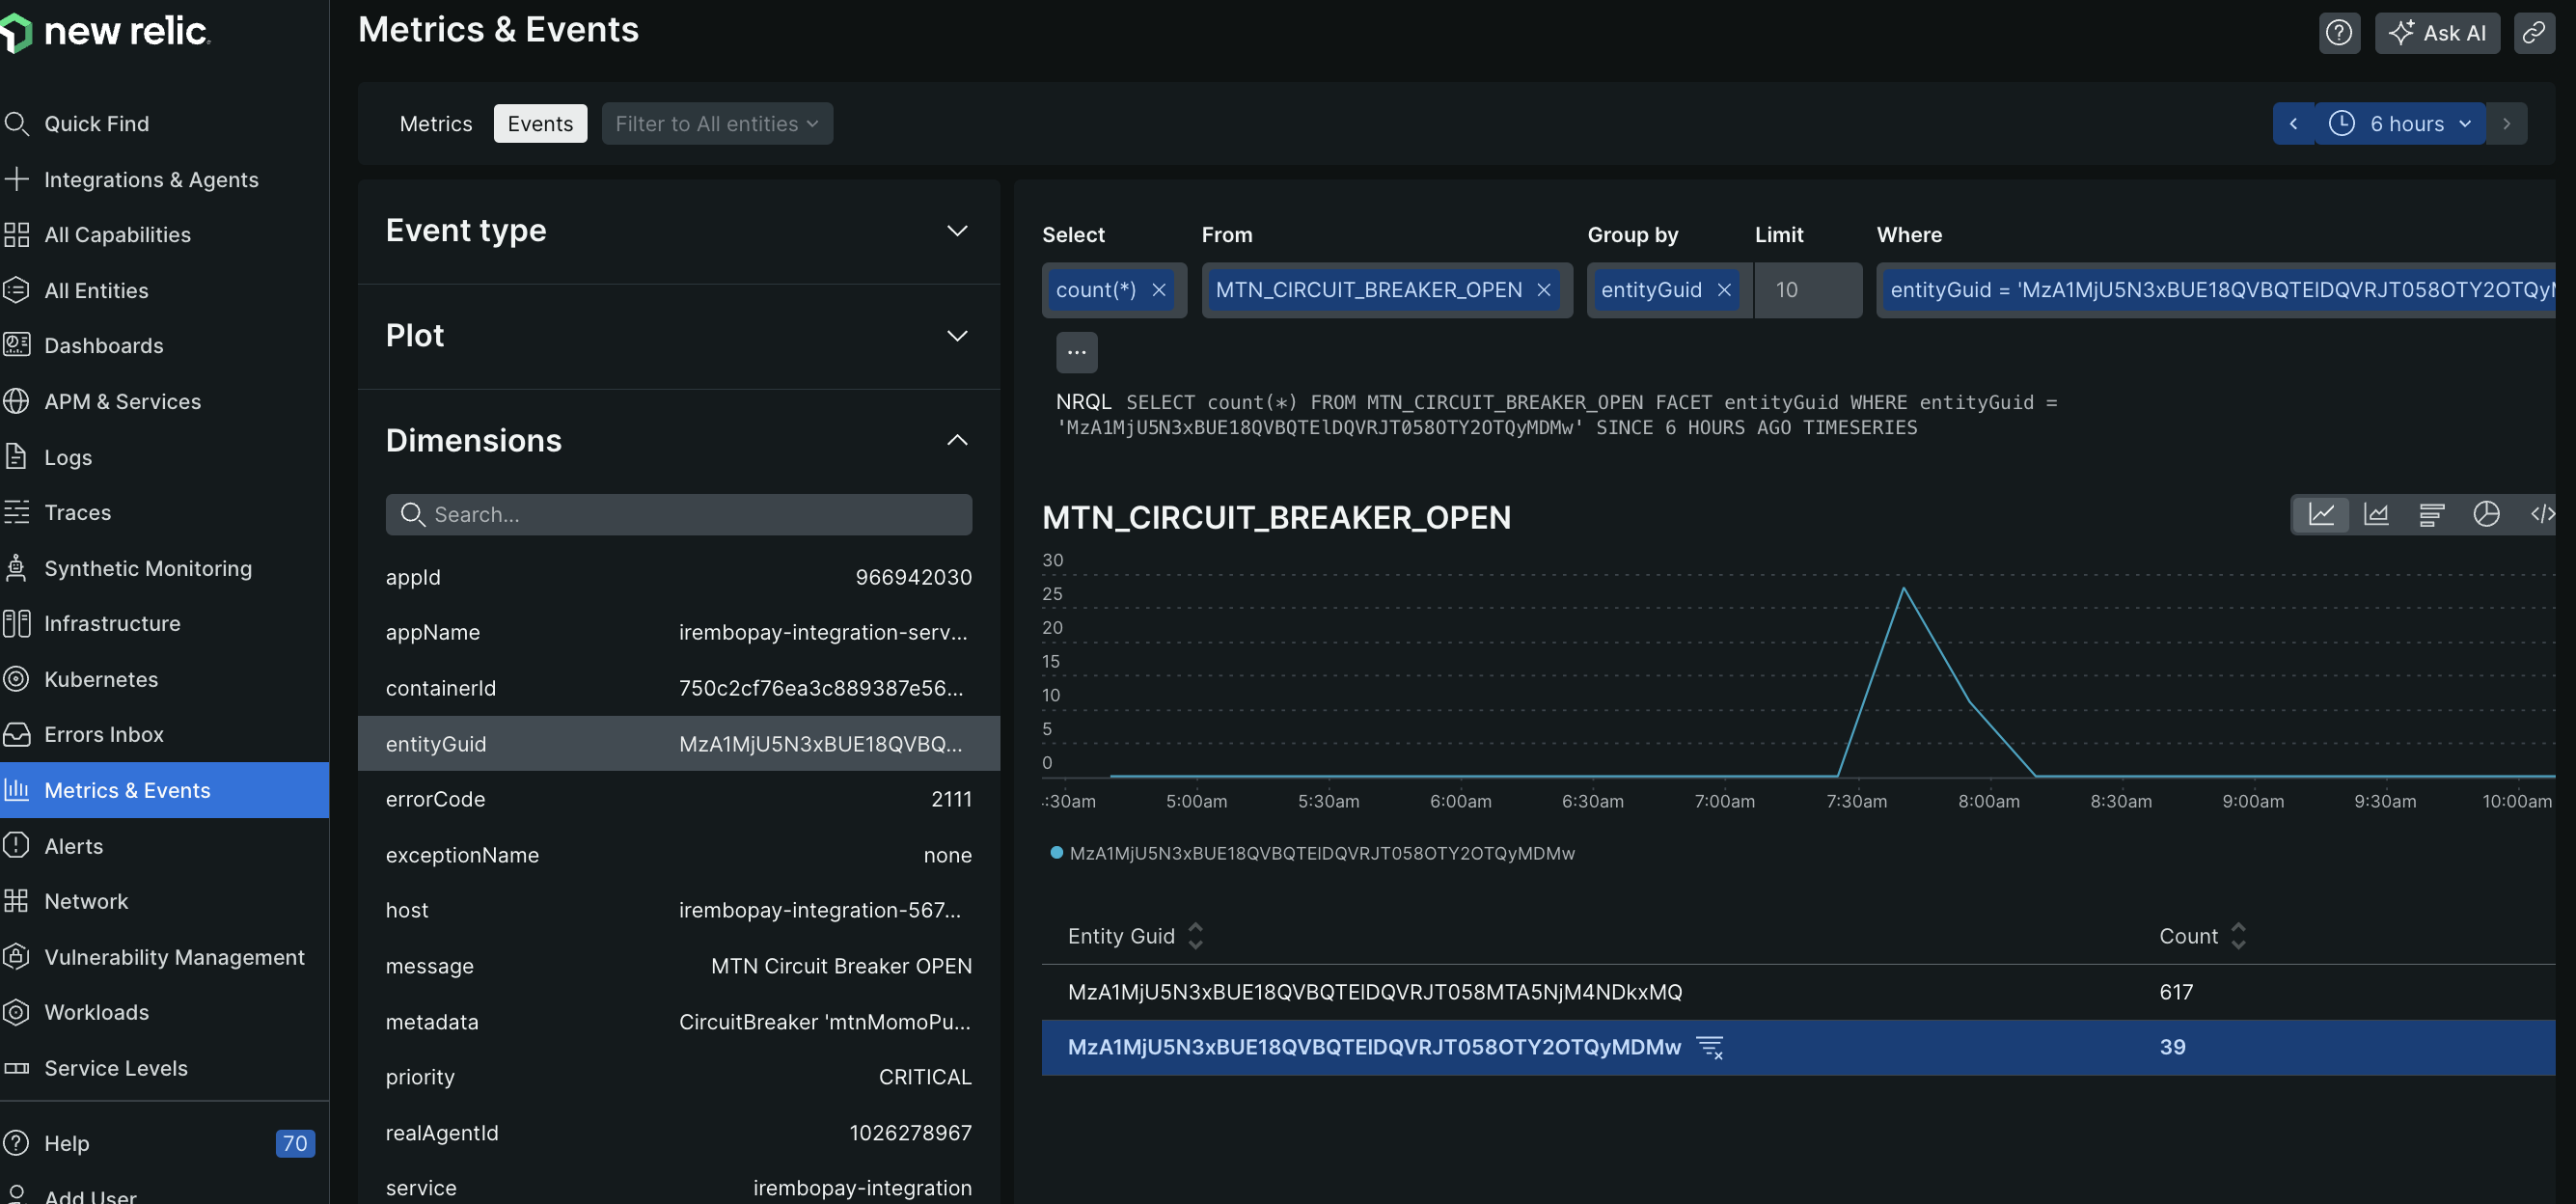 new relic.
Quick Find
Integrations & Agents
All Capabilities
All Entities
Dashboards
APM & Services
Logs
Traces
Synthetic Monitoring
Infrastructure
Kubernetes
Errors Inbox
Metrics & Events
Alerts
Network
Vulnerability Management
Workloads
Service Levels
Help 70
Add User
Metrics & Events
Ask AI
Metrics Events Filter to All entities
6 hours
Event type
Plot
Dimensions
Search...
appId 966942030
appName irembopay-integration-serv...
containerId 750c2cf76ea3c889387e56...
entityGuid MzA1MjU5N3xBUE18QVBQ...
errorCode 2111
exceptionName none
host irembopay-integration-567...
message MTN Circuit Breaker OPEN
metadata CircuitBreaker 'mtnMomoPu...
priority CRITICAL
realAgentId 1026278967
service irembopay-integration
Select From Group by Limit Where
count(*) MTN_CIRCUIT_BREAKER_OPEN entityGuid 10 entityGuid = 'MzA1MjU5N3xBUE18QVBQTElDQVRJT058OTY2OTQyM
...
NRQL SELECT count(*) FROM MTN_CIRCUIT_BREAKER_OPEN FACET entityGuid WHERE entityGuid =
'MzA1MjU5N3xBUE18QVBQTElDQVRJT058OTY2OTQyMDMw' SINCE 6 HOURS AGO TIMESERIES
MTN_CIRCUIT_BREAKER_OPEN
30
25
20
15
10
5
0
:30am 5:00am 5:30am 6:00am 6:30am 7:00am 7:30am 8:00am 8:30am 9:00am 9:30am 10:00am
MzA1MjU5N3xBUE18QVBQTElDQVRJT058OTY2OTQyMDMw
Entity Guid Count
MzA1MjU5N3xBUE18QVBQTElDQVRJT058MTA5NjM4NDkxMQ 617
MzA1MjU5N3xBUE18QVBQTElDQVRJT058OTY2OTQyMDMw 39